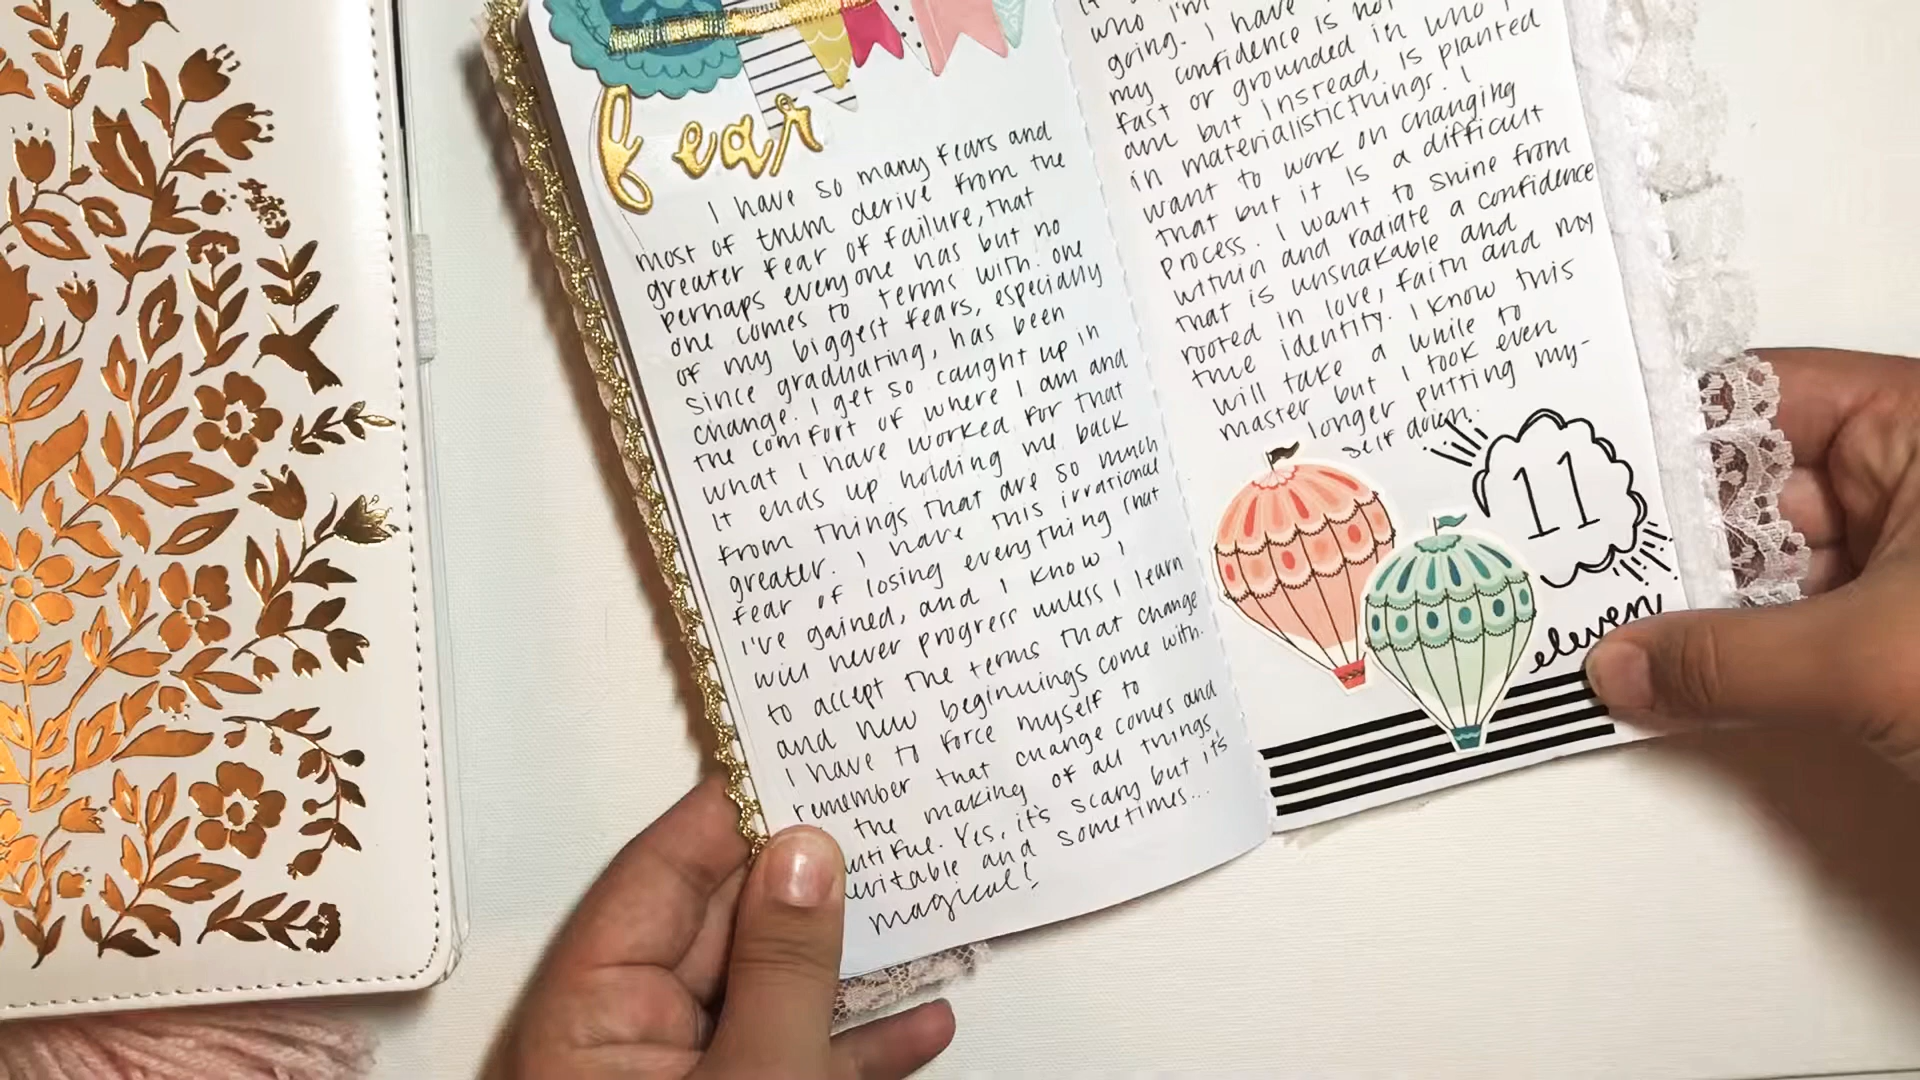 fear
I have so many fears and
most of them derive from the
greater fear of failure, that
perhaps everyone has but no
one comes to terms with. one
of my biggest fears, especially
since graduating, has been
change. I get so caught up in
the comfort of where I am and
what I have worked for that
It ends up holding me back
from things that are so much
greater. I have this irrational
fear of losing everything that
I've gained, and I know I
will never progress unless I learn
to accept the terms that change
and new beginnings come with.
I have to force myself to
remember that change comes and
the making of all things,
utiful. Yes, it's scary but it's
evitable and sometimes...
magical!
who I'm
going. I have
my confidence is not
fast or grounded in who I
am but Instead, is planted
in materialistic things. I
want to work on changing
that but it is a difficult
process. I want to shine from
within and radiate a confidence
that is unshakable and
rooted in love, faith and my
true identity. I know this
will take a while to
master but I took even
longer putting my-
self down.
11
eleven